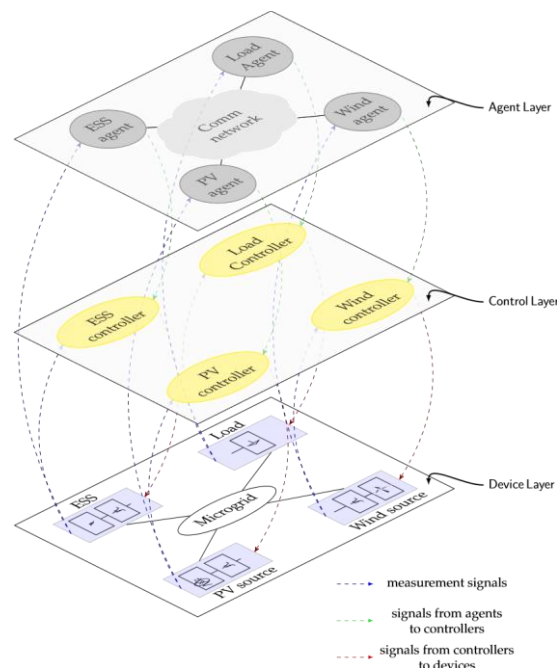 Load
Agent
ESS
agent
Comm
network
Wind
agent
PV
agent
Agent Layer
Load
Controller
ESS
controller
Wind
controller
PV
controller
Control Layer
Load
ESS
Microgrid
Wind source
PV source
Device Layer
measurement signals
signals from agents
to controllers
signals from controllers
to devices